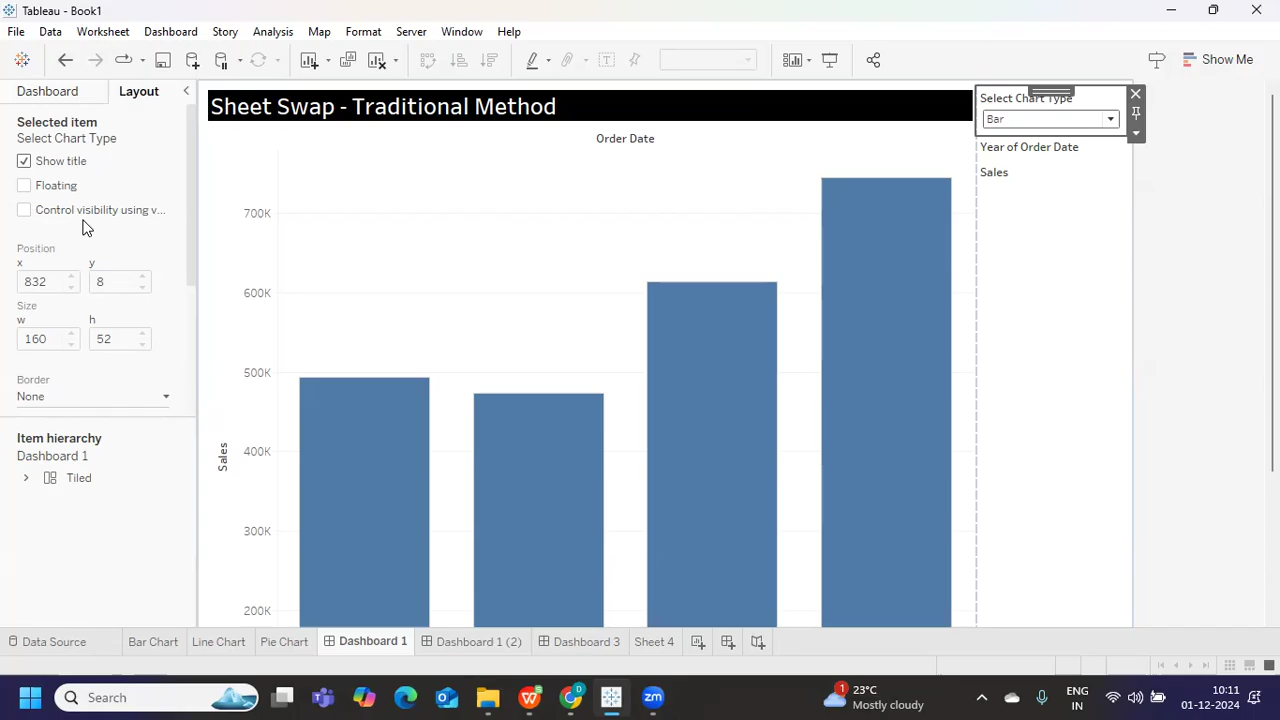 Tableau - Book1
File Data Worksheet Dashboard Story Analysis Map Format Server Window Help
Show Me
Dashboard Layout
Selected item
Select Chart Type
Show title
Floating
Control visibility using v...
Position
x y
832 8
Size
w h
160 52
Border
None
Item hierarchy
Dashboard 1
Tiled
Sheet Swap - Traditional Method
Order Date
Sales
700K
600K
500K
400K
300K
200K
Select Chart Type
Bar
Year of Order Date
Sales
Data Source Bar Chart Line Chart Pie Chart Dashboard 1 Dashboard 1 (2) Dashboard 3 Sheet 4
Search
1
23°C
Mostly cloudy
ENG
IN
10:11
01-12-2024